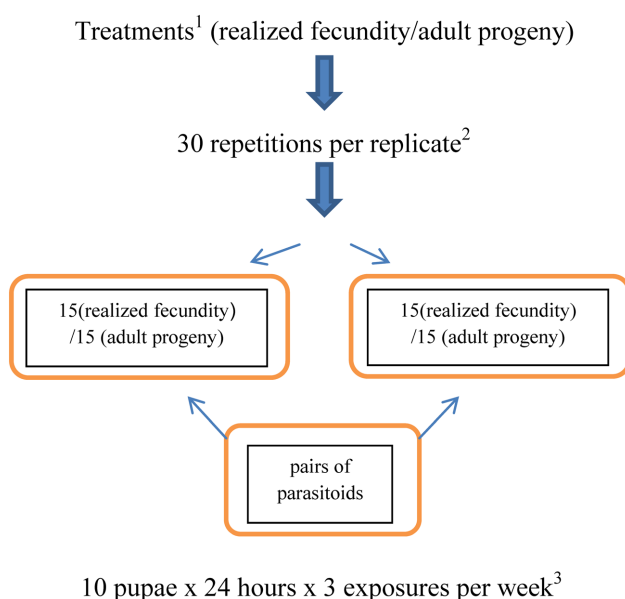 Treatments¹ (realized fecundity/adult progeny)
30 repetitions per replicate²
15(realized fecundity)
/15 (adult progeny)
15(realized fecundity)
/15 (adult progeny)
pairs of
parasitoids
10 pupae x 24 hours x 3 exposures per week³